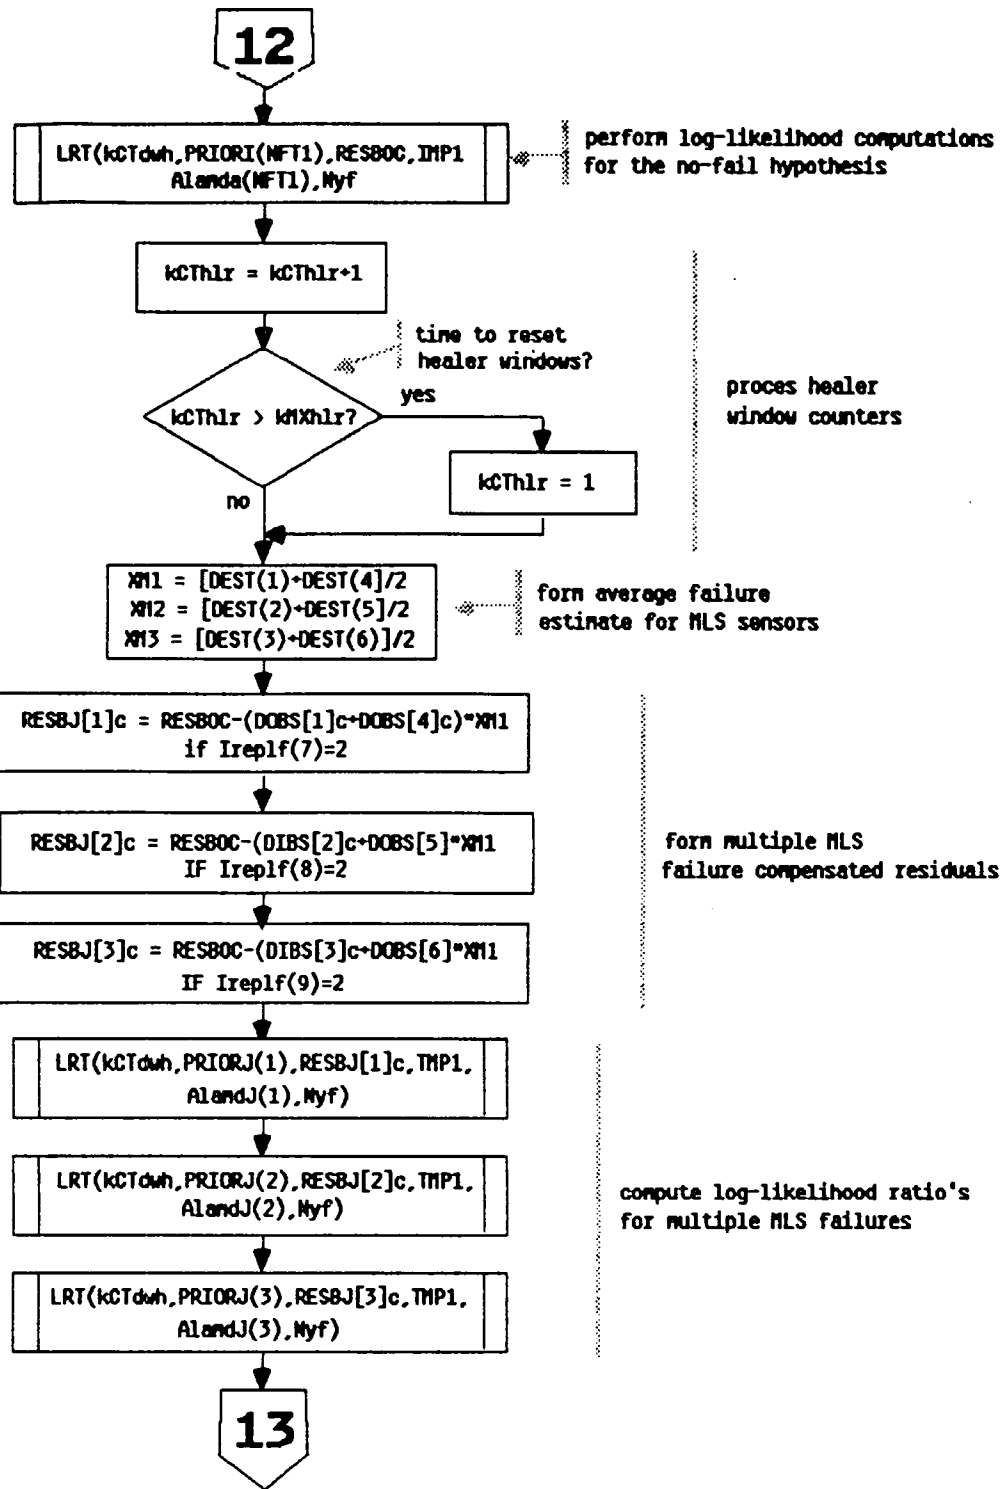 12
LRT(kCTdwh,PRIORI(NFT1),RESBOC,TMP1
Alamda(NFT1),Nyf
perform log-likelihood computations
for the no-fail hypothesis
kCThlr = kCThlr+1
time to reset
healer windows?
kCThlr > kMXhlr?
yes
no
kCThlr = 1
proces healer
window counters
XM1 = [DEST(1)+DEST(4]/2
XM2 = [DEST(2)+DEST(5]/2
XM3 = [DEST(3)+DEST(6)]/2
form average failure
estimate for MLS sensors
RESBJ[1]c = RESBOC-(DOBS[1]c+DOBS[4]c)*XM1
if Ireplf(7)=2
RESBJ[2]c = RESBOC-(DIBS[2]c+DOBS[5]*XM1
IF Ireplf(8)=2
RESBJ[3]c = RESBOC-(DIBS[3]c+DOBS[6]*XM1
IF Ireplf(9)=2
form multiple MLS
failure compensated residuals
LRT(kCTdwh,PRIORJ(1),RESBJ[1]c,TMP1,
AlamdJ(1),Nyf)
LRT(kCTdwh,PRIORJ(2),RESBJ[2]c,TMP1,
AlamdJ(2),Nyf)
LRT(kCTdwh,PRIORJ(3),RESBJ[3]c,TMP1,
AlamdJ(3),Nyf)
compute log-likelihood ratio's
for multiple MLS failures
13